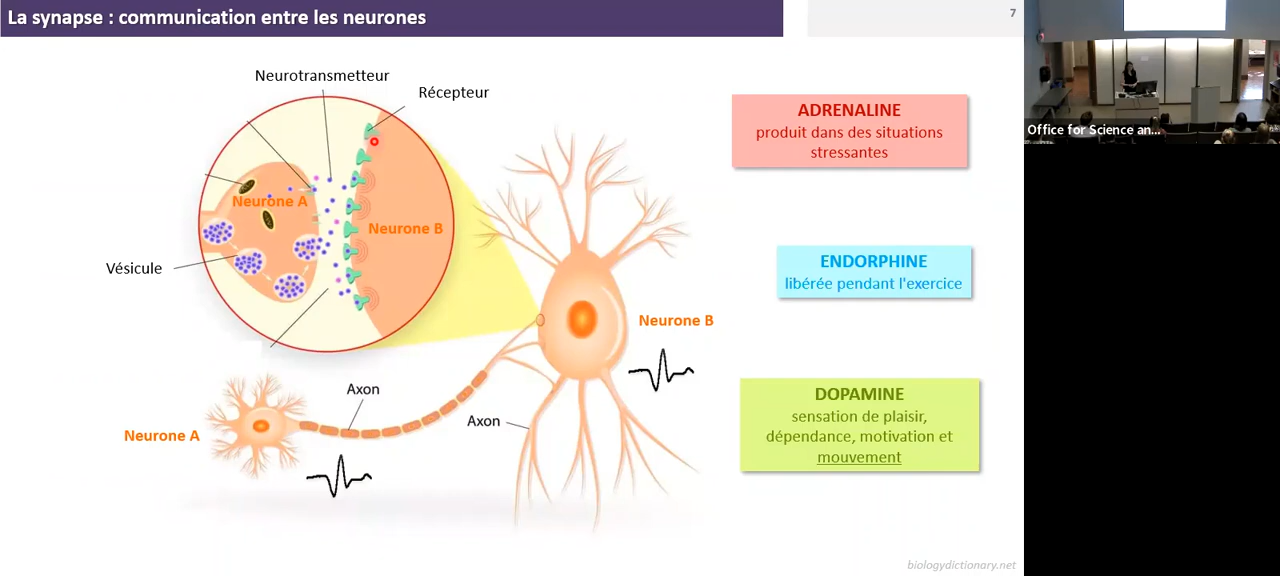 La synapse : communication entre les neurones
7
Neurotransmetteur
Récepteur
Neurone A
Neurone B
Vésicule
ADRENALINE
produit dans des situations
stressantes
ENDORPHINE
libérée pendant l'exercice
Neurone B
DOPAMINE
sensation de plaisir,
dépendance, motivation et
mouvement
Axon
Axon
Neurone A
biologydictionary.net
Office for Science an...